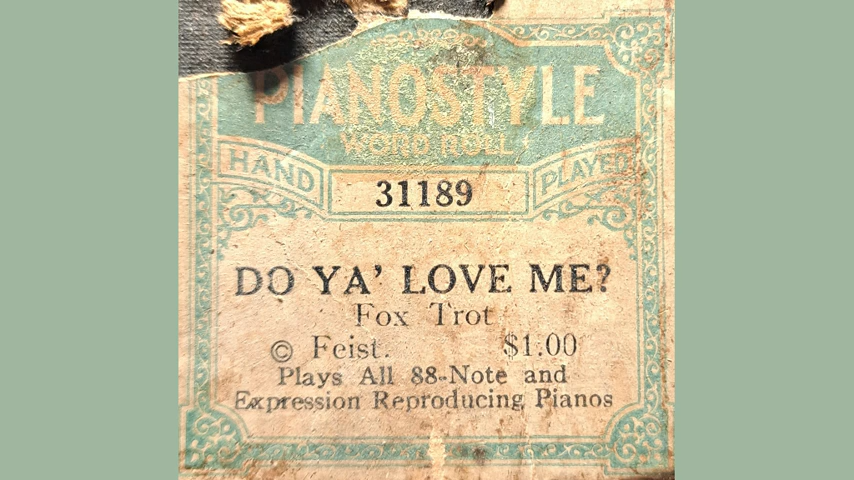 PIANOSTYLE
WORD ROLL
HAND
PLAYED
31189
DO YA' LOVE ME?
Fox Trot
© Feist. $1.00
Plays All 88-Note and
Expression Reproducing Pianos